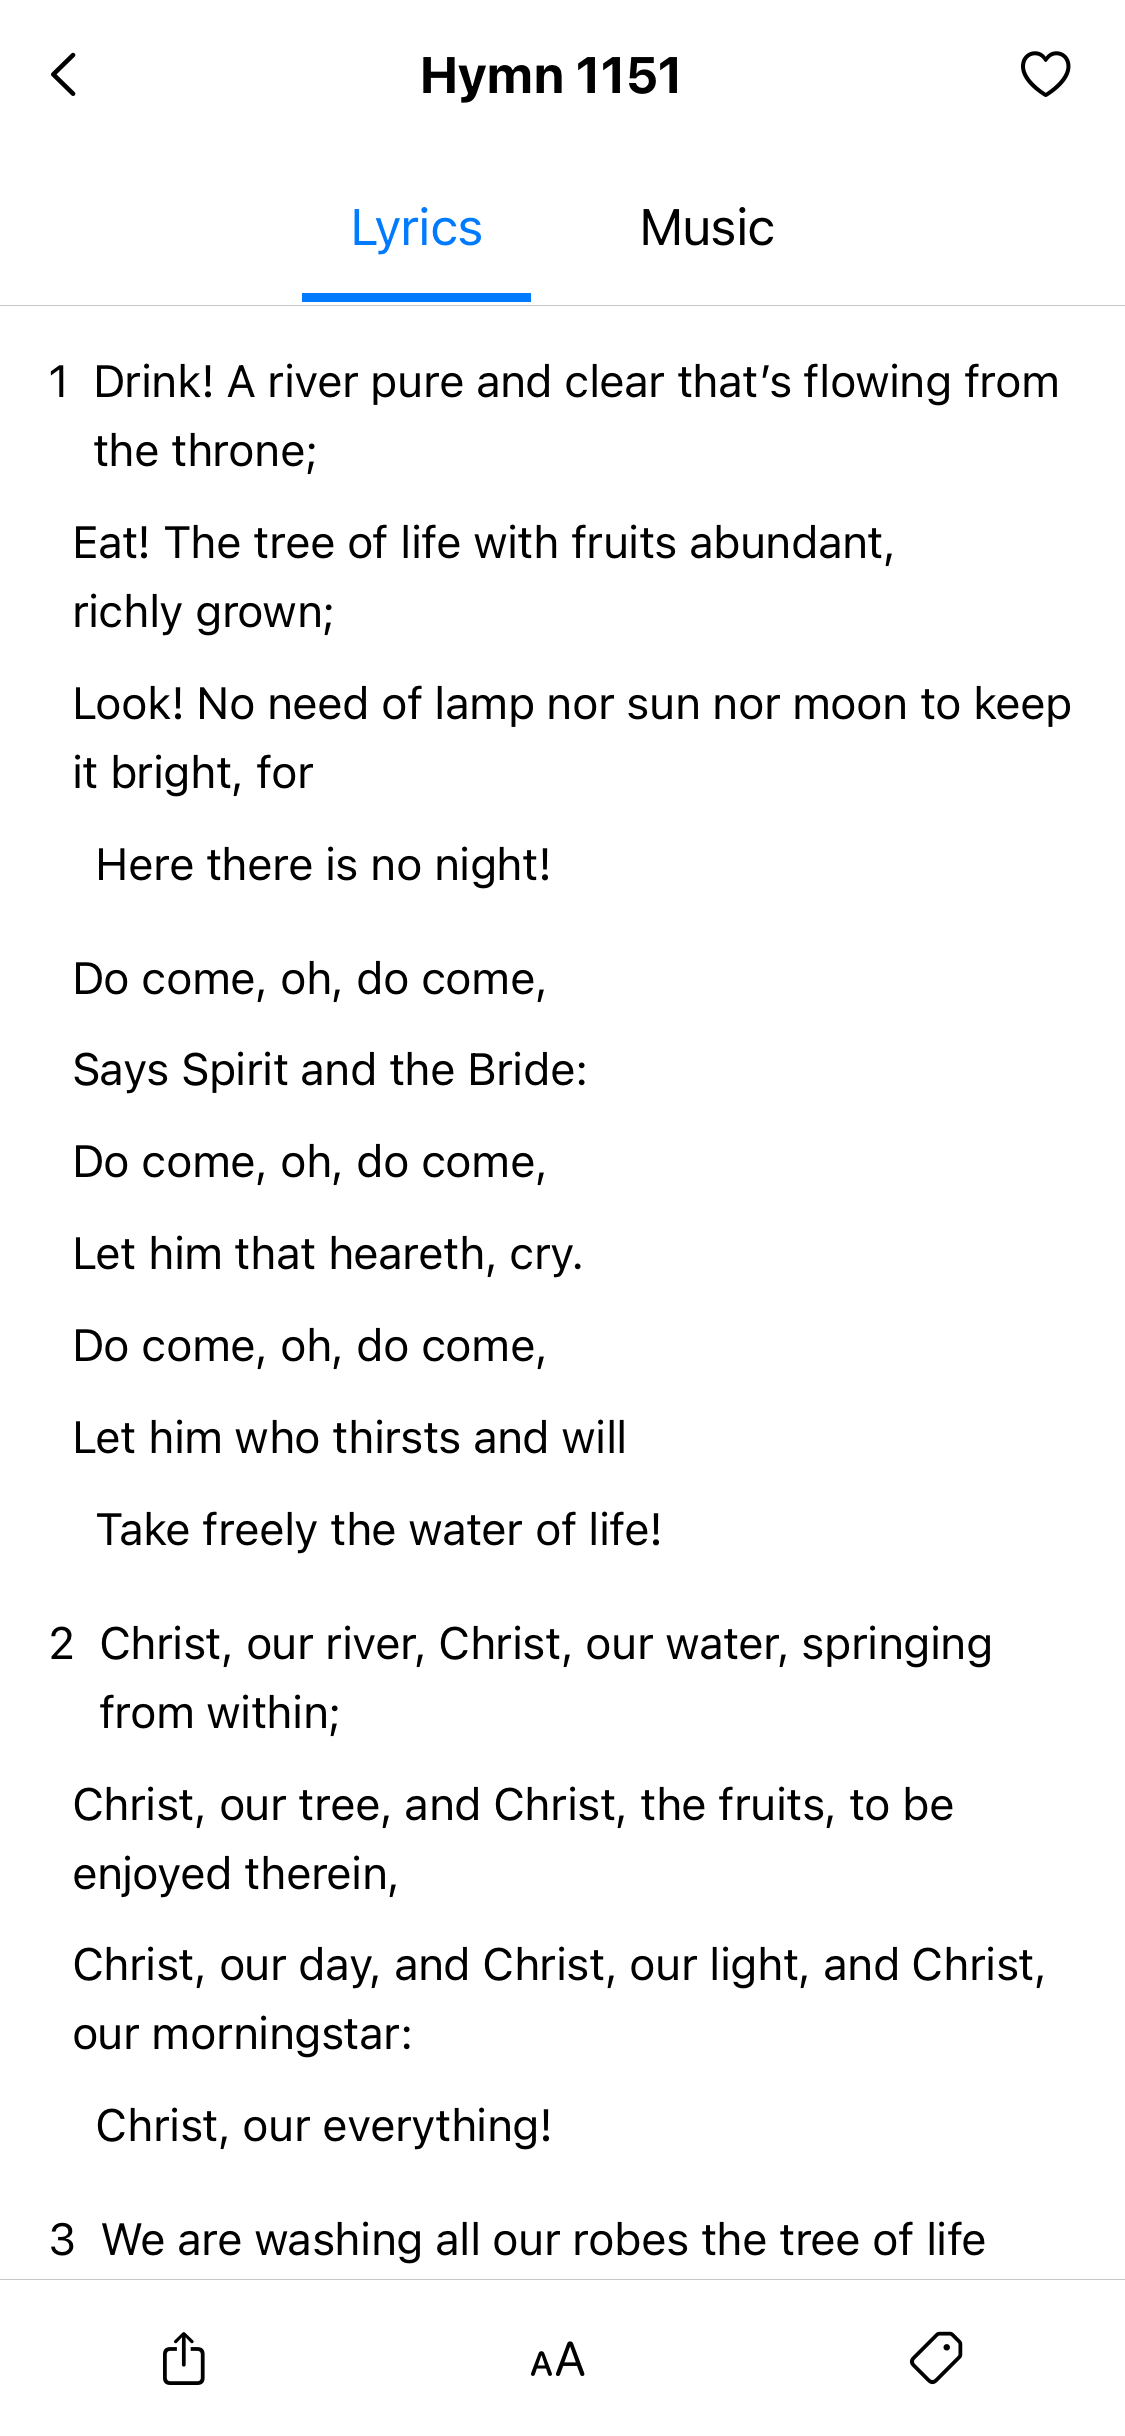 Hymn 1151
Lyrics
Music
1 Drink! A river pure and clear that’s flowing from
the throne;
Eat! The tree of life with fruits abundant,
richly grown;
Look! No need of lamp nor sun nor moon to keep
it bright, for
Here there is no night!
Do come, oh, do come,
Says Spirit and the Bride:
Do come, oh, do come,
Let him that heareth, cry.
Do come, oh, do come,
Let him who thirsts and will
Take freely the water of life!
2 Christ, our river, Christ, our water, springing
from within;
Christ, our tree, and Christ, the fruits, to be
enjoyed therein,
Christ, our day, and Christ, our light, and Christ,
our morningstar:
Christ, our everything!
3 We are washing all our robes the tree of life
AA